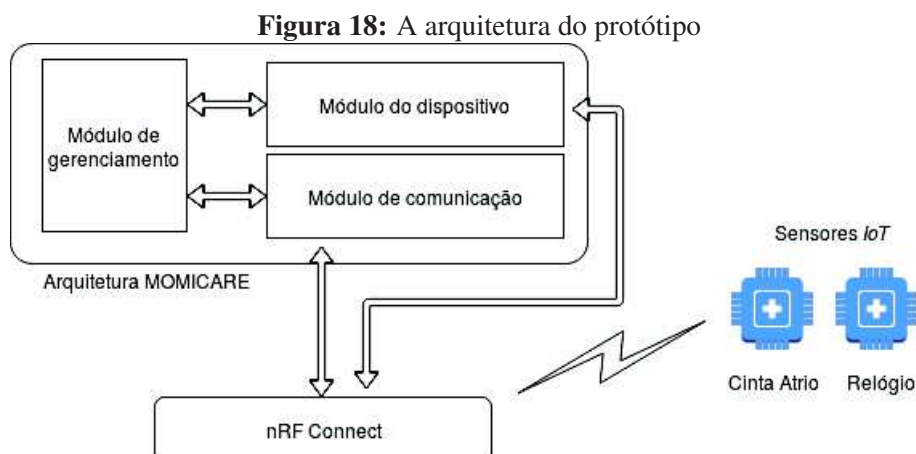 Figura 18: A arquitetura do protótipo
Módulo de
gerenciamento
Módulo do dispositivo
Módulo de comunicação
Arquitetura MOMICARE
Sensores IoT
Cinta Atrio
Relógio
nRF Connect